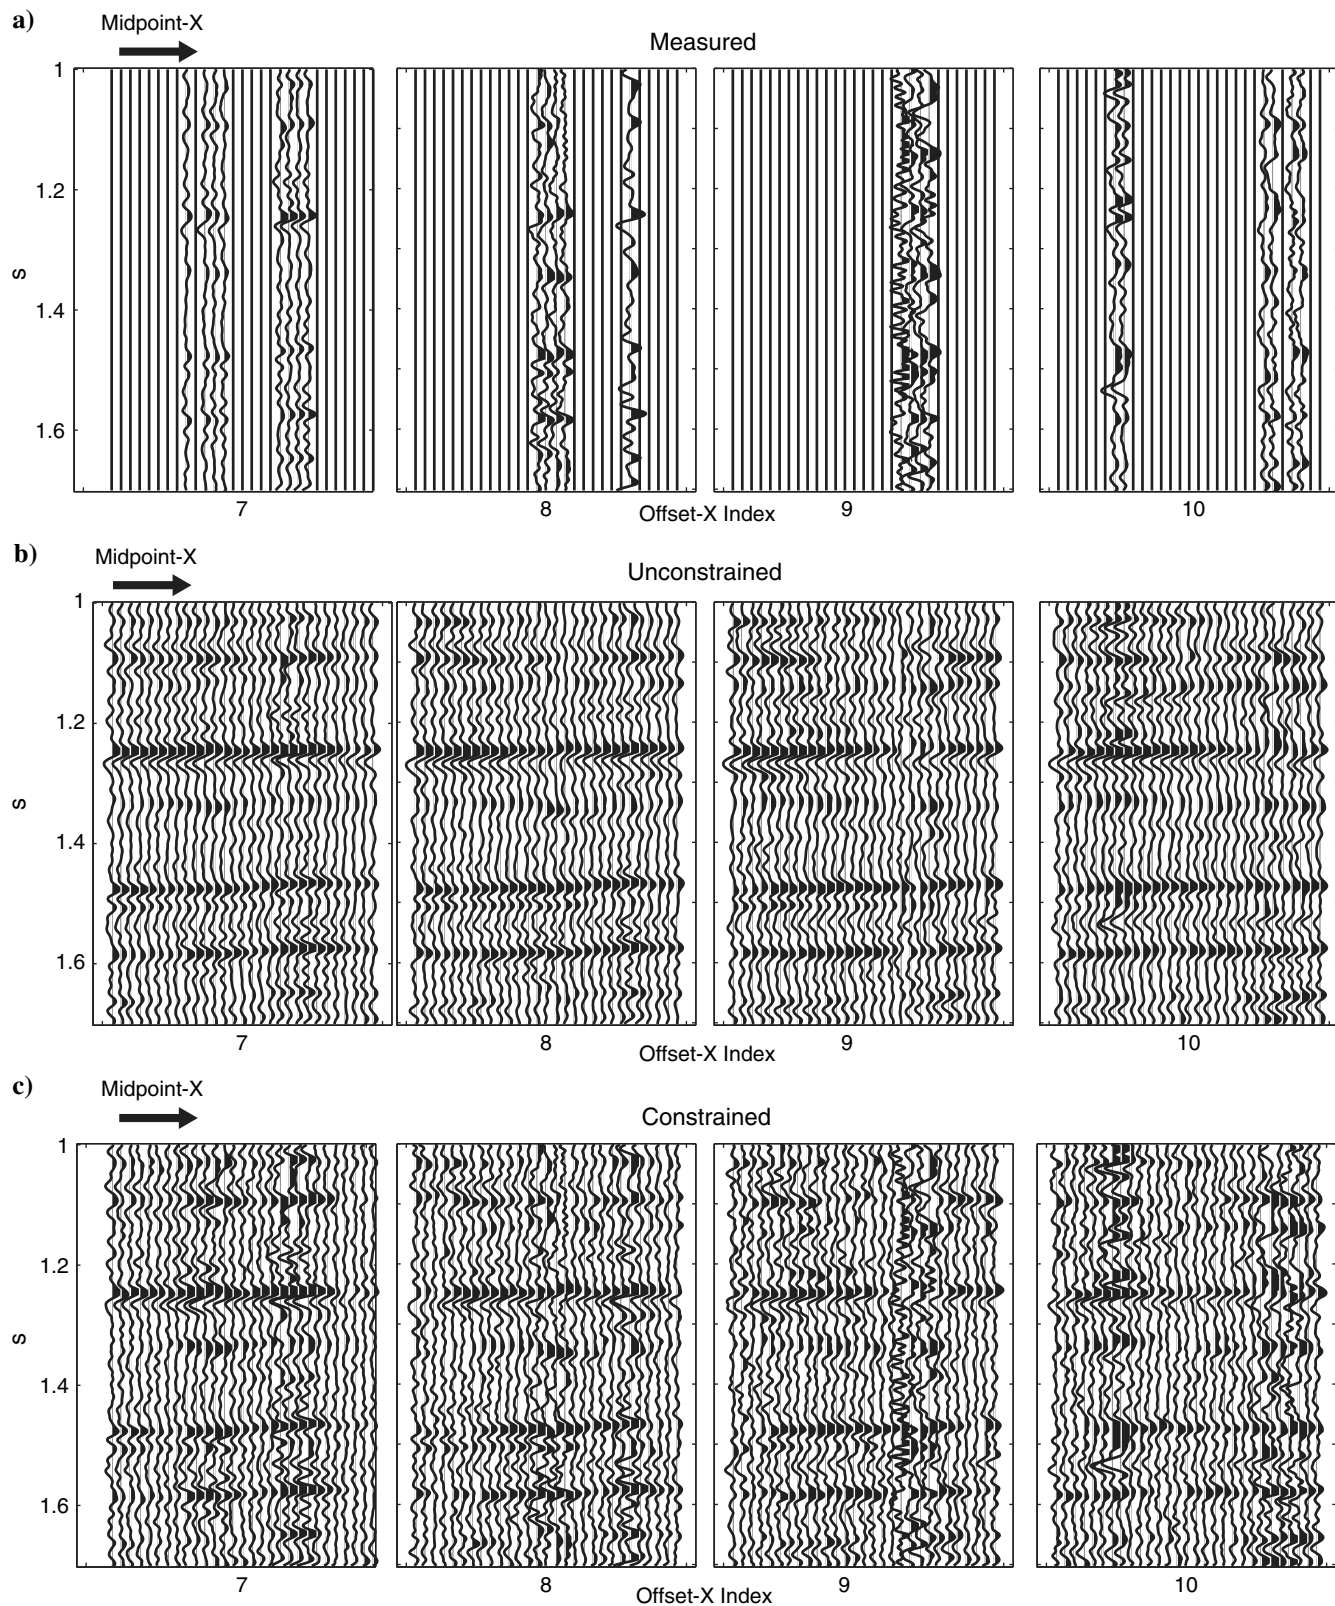 a)
Midpoint-X
Measured
1
1.2
s
1.4
1.6
7
8
9
10
Offset-X Index
b)
Midpoint-X
Unconstrained
1
1.2
s
1.4
1.6
7
8
9
10
Offset-X Index
c)
Midpoint-X
Constrained
1
1.2
s
1.4
1.6
7
8
9
10
Offset-X Index